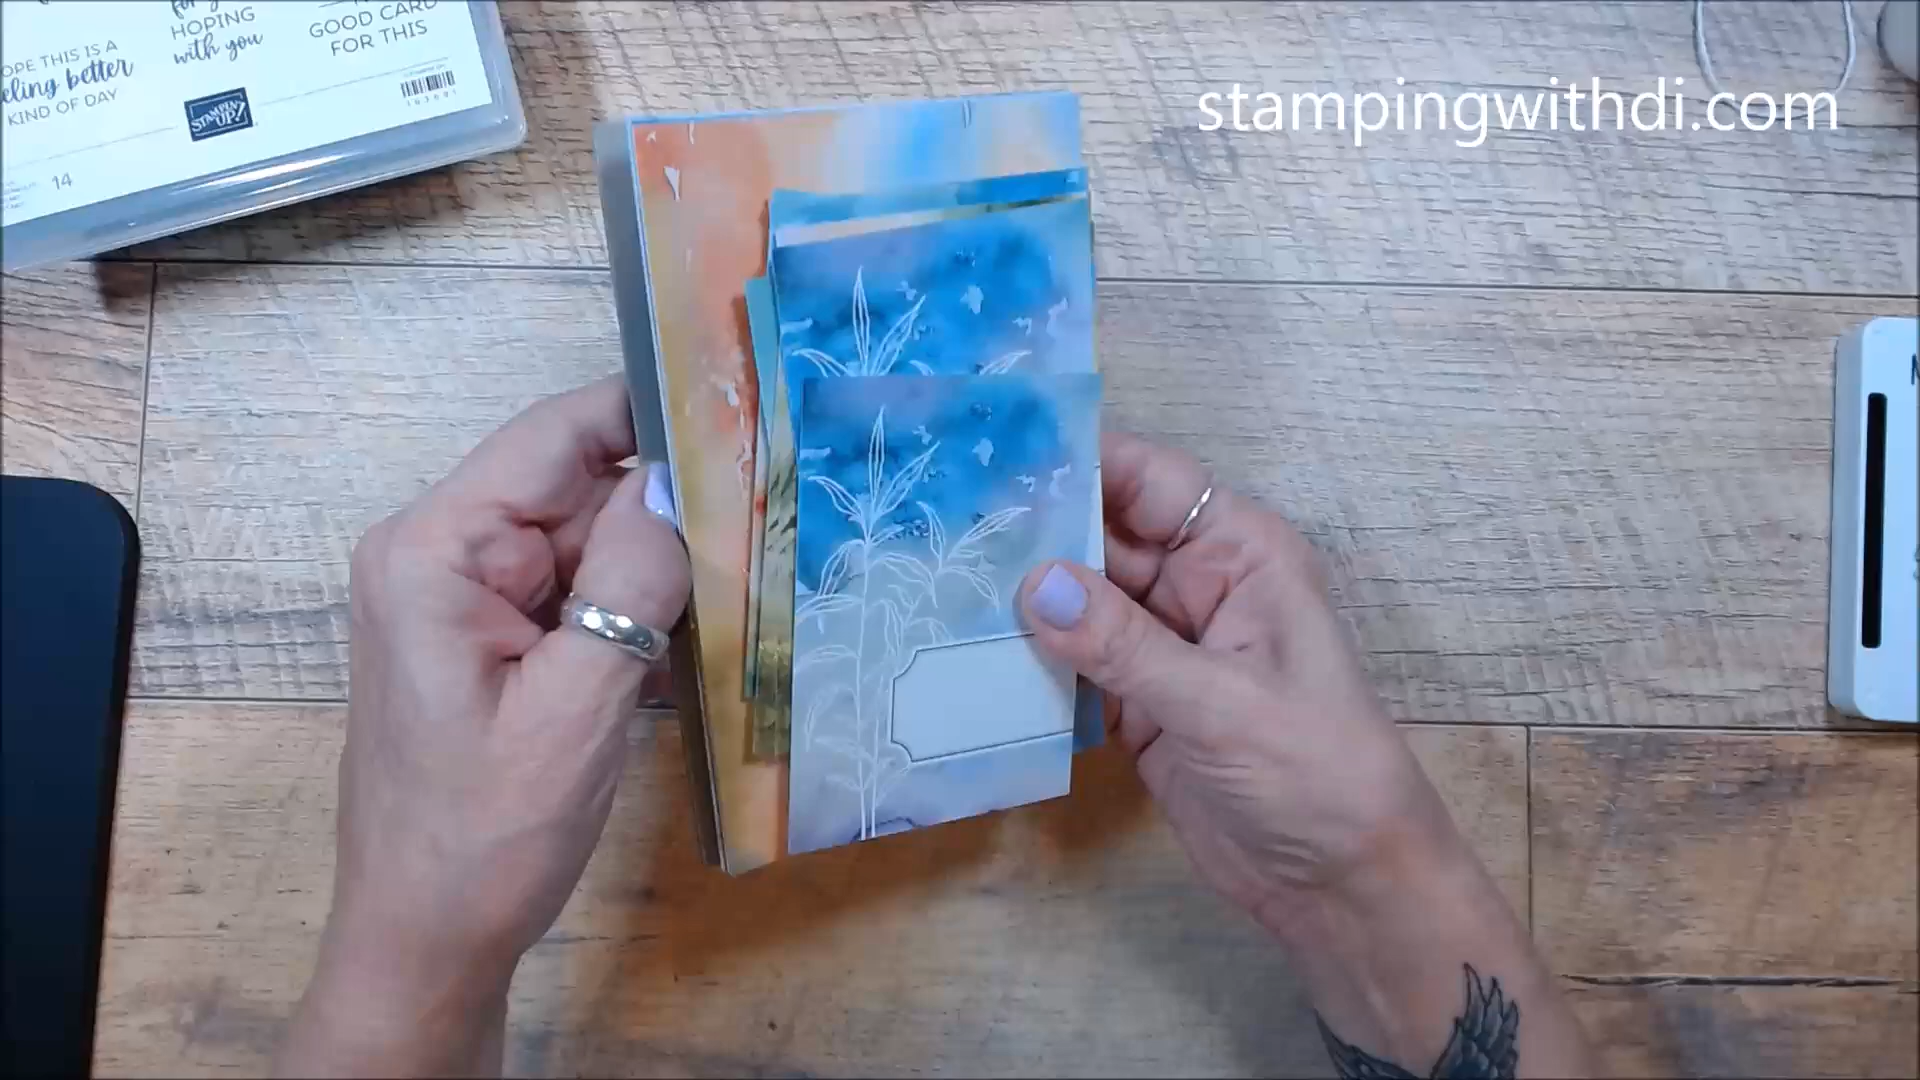 HOPING
with you
GOOD CARD
FOR THIS
OPE THIS IS A
eling better
KIND OF DAY
STAMPIN' UP!
14
stampingwithdi.com